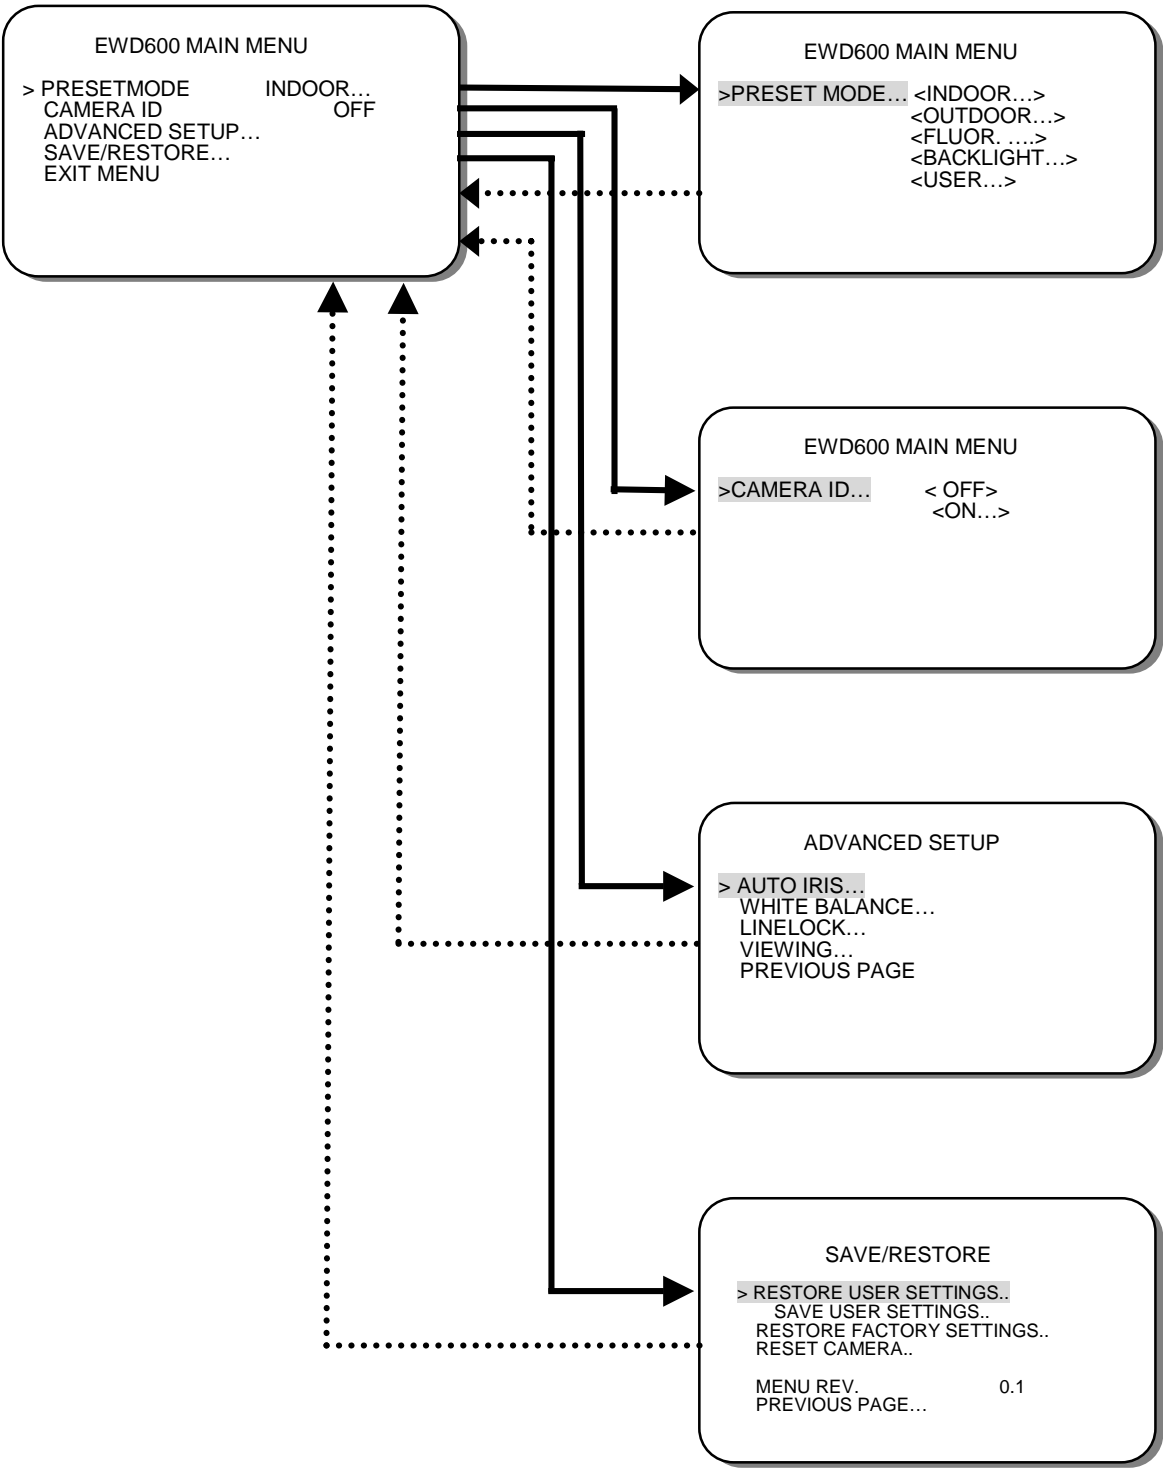 EWD600 MAIN MENU
> PRESETMODE INDOOR…
CAMERA ID OFF
ADVANCED SETUP…
SAVE/RESTORE…
EXIT MENU
EWD600 MAIN MENU
>PRESET MODE… <INDOOR…>
<OUTDOOR…>
<FLUOR. ….>
<BACKLIGHT…>
<USER…>
EWD600 MAIN MENU
>CAMERA ID… < OFF>
<ON…>
ADVANCED SETUP
> AUTO IRIS…
WHITE BALANCE…
LINELOCK…
VIEWING…
PREVIOUS PAGE
SAVE/RESTORE
> RESTORE USER SETTINGS..
SAVE USER SETTINGS..
RESTORE FACTORY SETTINGS..
RESET CAMERA..
MENU REV. 0.1
PREVIOUS PAGE…